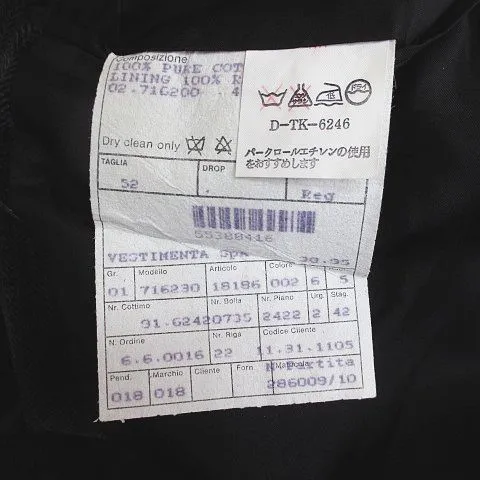 Composizione
100% PURE COT
LINING 100% R
02.716200 . 4
D-TK-6246
パークロールエチレンの使用
をおすすめします
Dry clean only
TAGLIA DROP
52 Reg
VESTIMENTA SpA
Gr. Modello Articolo Colore
01 716230 18186 002 6 5
Nr. Cottimo Nr. Bolla Nr. Piano Urg. Stag.
91.62420735 2422 2 42
N. Ordine Nr. Riga Codice Cliente
6.6.0016 22 11.31.1105
Pend. Marchio Cliente Forn. Matricola
N Partita
018 018 286009/10